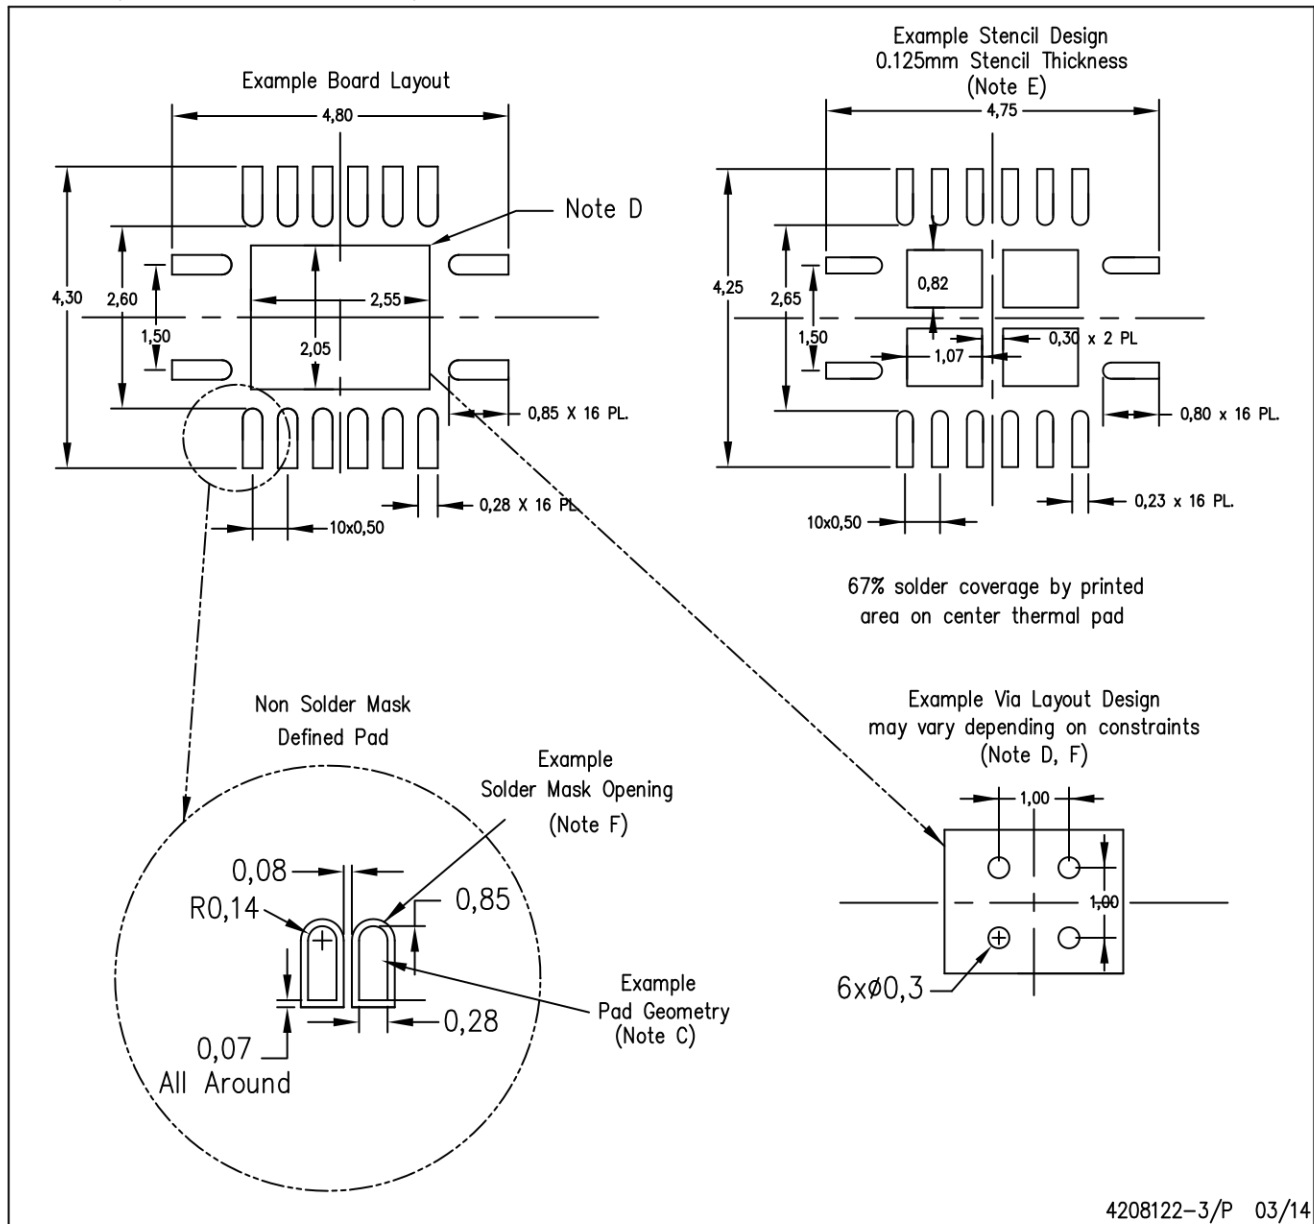 Example Board Layout
4,80
Note D
4,30
2,60
1,50
2,55
2,05
0,85 X 16 PL.
0,28 X 16 PL
10x0,50
Example Stencil Design
0.125mm Stencil Thickness
(Note E)
4,75
4,25
2,65
1,50
0,82
0,30 x 2 PL
1,07
0,80 x 16 PL.
0,23 x 16 PL.
10x0,50
67% solder coverage by printed
area on center thermal pad
Non Solder Mask
Defined Pad
Example
Solder Mask Opening
(Note F)
0,08
R0,14
0,85
0,28
0,07
All Around
Example
Pad Geometry
(Note C)
Example Via Layout Design
may vary depending on constraints
(Note D, F)
1,00
1,00
6xø0,3
4208122-3/P 03/14